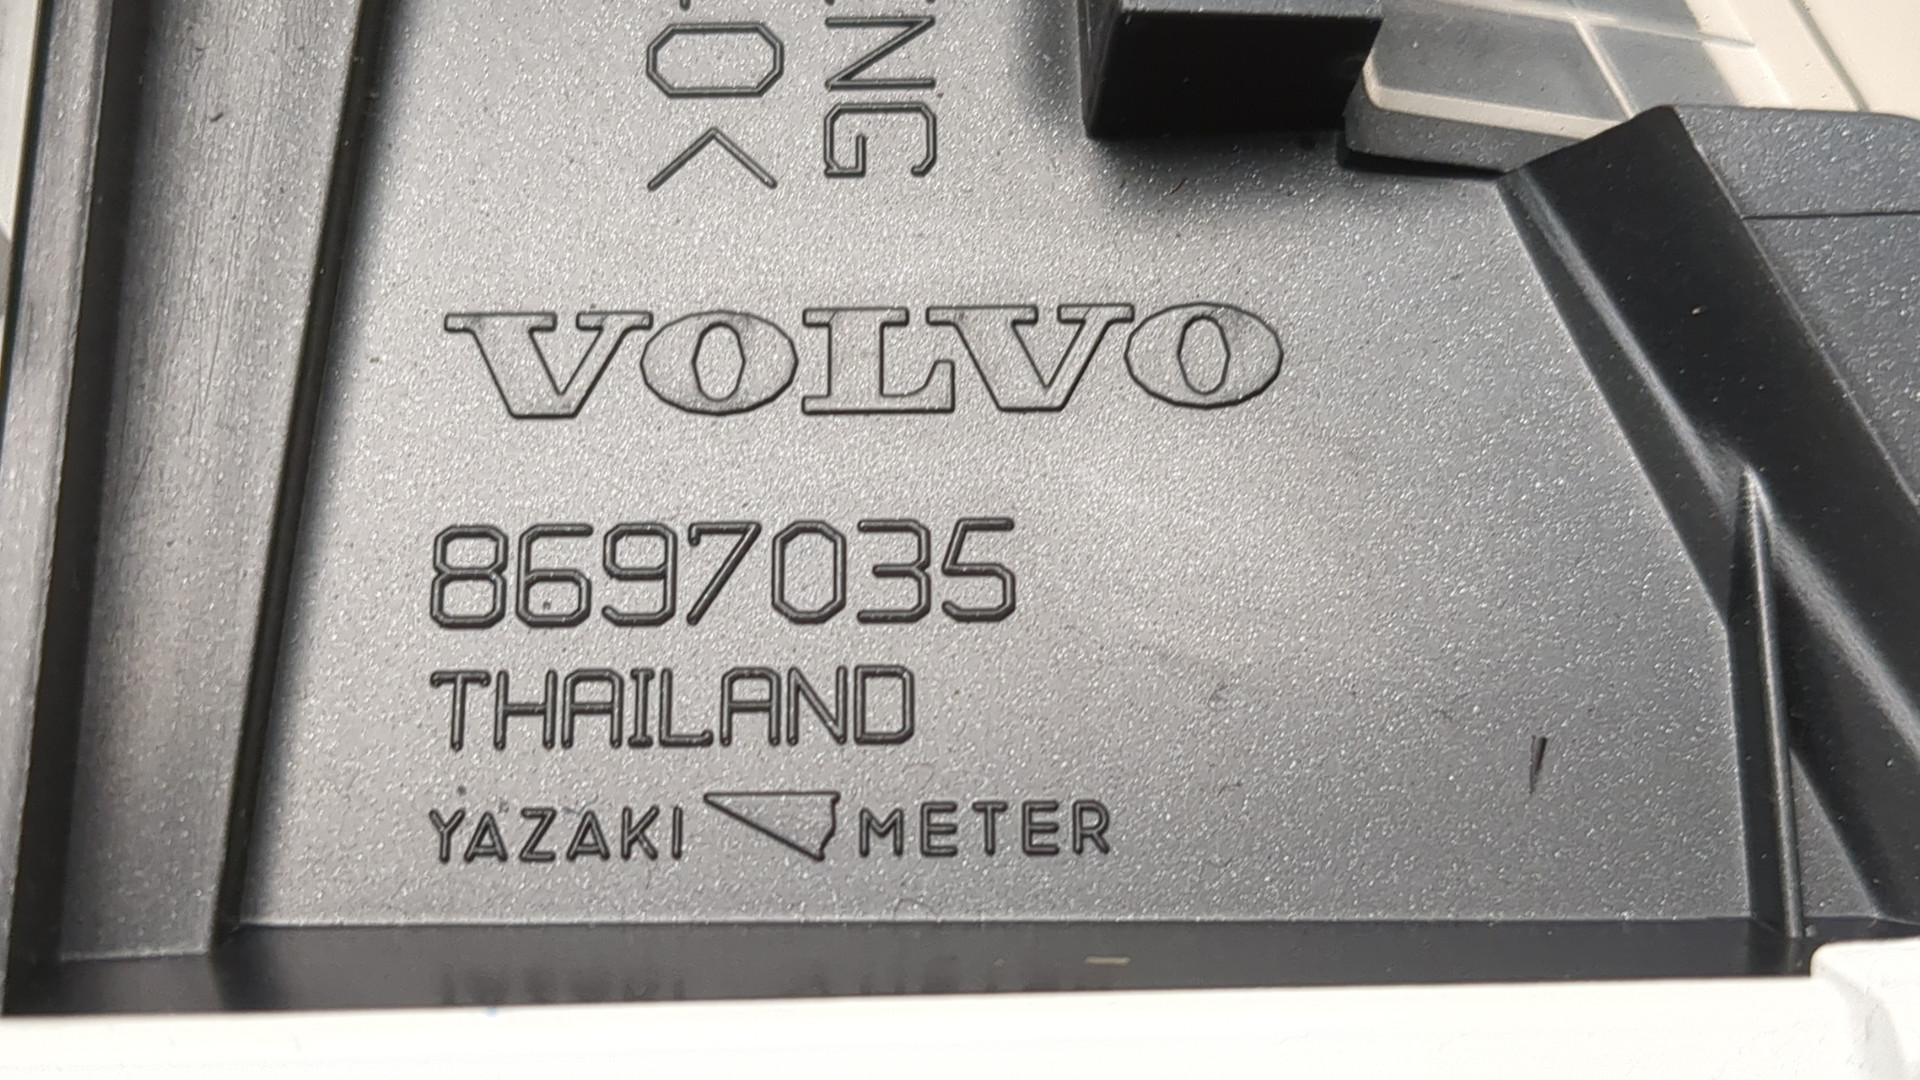 VOLVO
8697035
THAILAND
YAZAKI METER